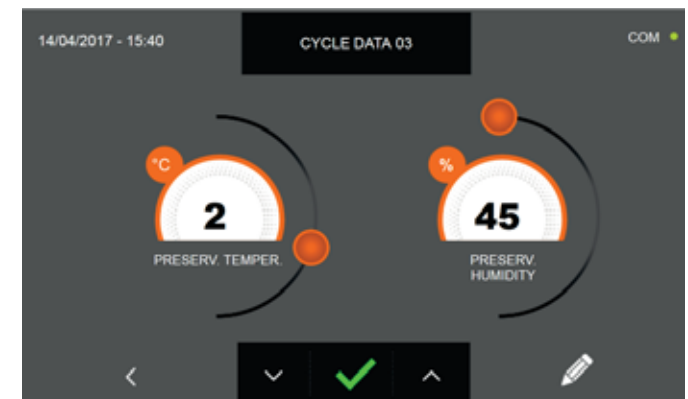 14/04/2017 - 15:40
CYCLE DATA 03
COM
°C
2
PRESERV. TEMPER.
%
45
PRESERV.
HUMIDITY